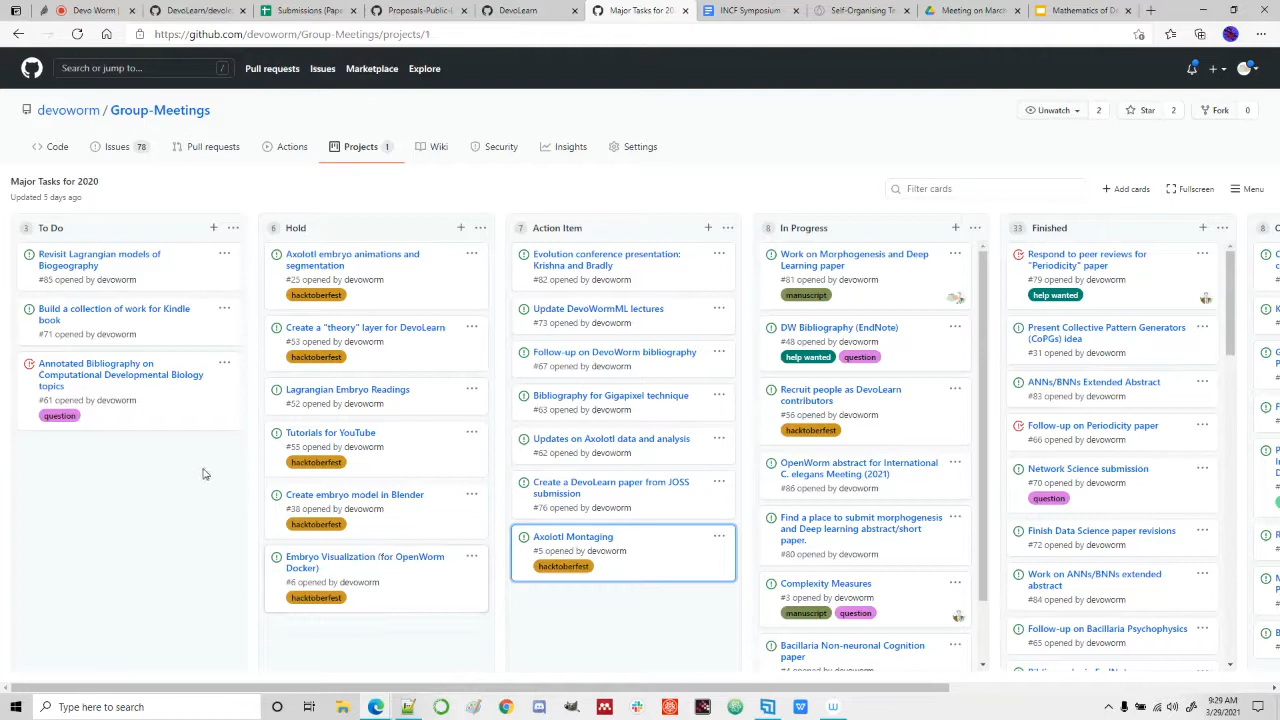 DevoLearn/devolearn
Submissions (Pape
Proposals-Public-I
DevoLearn
Major Tasks for 20
INCF Symposium
Self-Organising Te
Meeting on March
Mathematics of De
https://github.com/devoworm/Group-Meetings/projects/1
Search or jump to... /
Pull requests Issues Marketplace Explore
devoworm / Group-Meetings
Unwatch 2 Star 2 Fork 0
Code Issues 78 Pull requests Actions Projects 1 Wiki Security Insights Settings
Major Tasks for 2020
Updated 5 days ago
Filter cards
Add cards Fullscreen Menu
3 To Do
Revisit Lagrangian models of
Biogeography
#85 opened by devoworm
Build a collection of work for Kindle
book
#71 opened by devoworm
Annotated Bibliography on
Computational Developmental Biology
topics
#61 opened by devoworm
question
6 Hold
Axolotl embryo animations and
segmentation
#25 opened by devoworm
hacktoberfest
Create a "theory" layer for DevoLearn
#53 opened by devoworm
hacktoberfest
Lagrangian Embryo Readings
#52 opened by devoworm
Tutorials for YouTube
#55 opened by devoworm
hacktoberfest
Create embryo model in Blender
#38 opened by devoworm
hacktoberfest
Embryo Visualization (for OpenWorm
Docker)
#6 opened by devoworm
hacktoberfest
7 Action Item
Evolution conference presentation:
Krishna and Bradly
#82 opened by devoworm
Update DevoWormML lectures
#73 opened by devoworm
Follow-up on DevoWorm bibliography
#67 opened by devoworm
Bibliography for Gigapixel technique
#63 opened by devoworm
Updates on Axolotl data and analysis
#62 opened by devoworm
Create a DevoLearn paper from JOSS
submission
#76 opened by devoworm
Axolotl Montaging
#5 opened by devoworm
hacktoberfest
8 In Progress
Work on Morphogenesis and Deep
Learning paper
#81 opened by devoworm
manuscript
DW Bibliography (EndNote)
#48 opened by devoworm
help wanted question
Recruit people as DevoLearn
contributors
#56 opened by devoworm
hacktoberfest
OpenWorm abstract for International
C. elegans Meeting (2021)
#86 opened by devoworm
Find a place to submit morphogenesis
and Deep learning abstract/short
paper.
#80 opened by devoworm
Complexity Measures
#3 opened by devoworm
manuscript question
Bacillaria Non-neuronal Cognition
paper
33 Finished
Respond to peer reviews for
"Periodicity" paper
#79 opened by devoworm
help wanted
Present Collective Pattern Generators
(CoPGs) idea
#31 opened by devoworm
ANNs/BNNs Extended Abstract
#83 opened by devoworm
Follow-up on Periodicity paper
#66 opened by devoworm
Network Science submission
#70 opened by devoworm
question
Finish Data Science paper revisions
#72 opened by devoworm
Work on ANNs/BNNs extended
abstract
#84 opened by devoworm
Follow-up on Bacillaria Psychophysics
#65 opened by devoworm
8
Type here to search
9:29 AM
3/29/2021